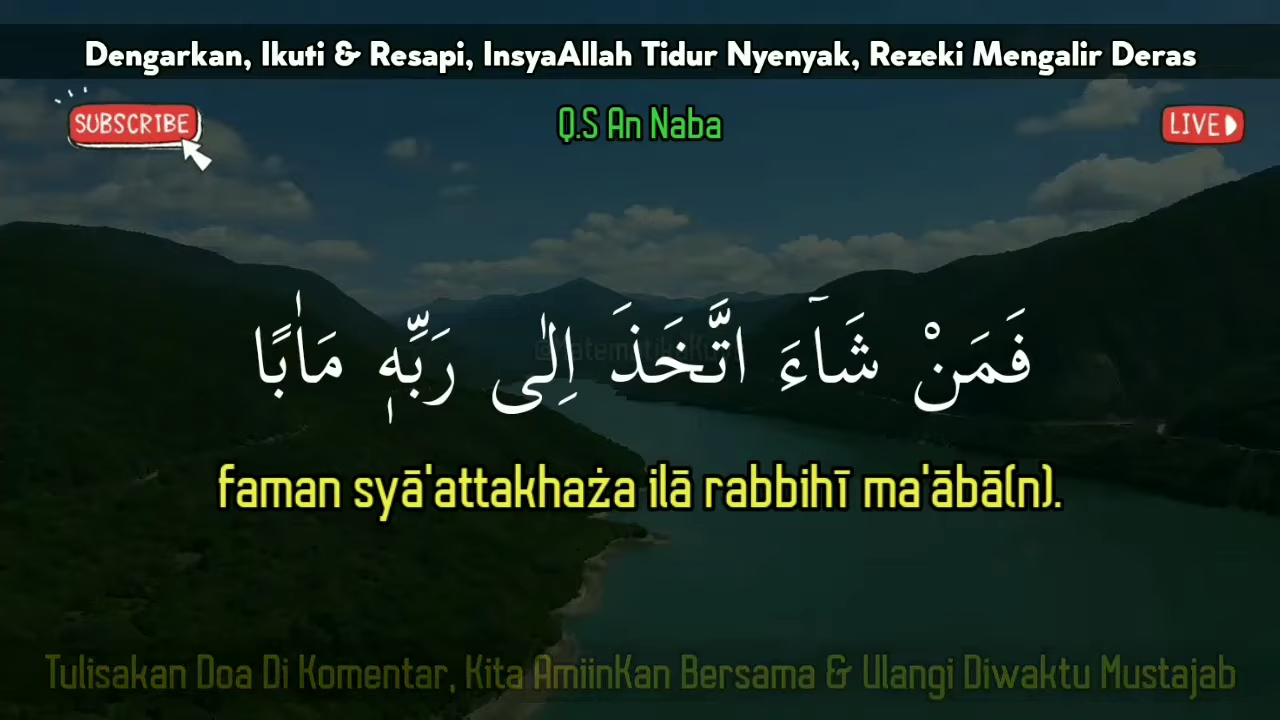 Dengarkan, Ikuti & Resapi, InsyaAllah Tidur Nyenyak, Rezeki Mengalir Deras
SUBSCRIBE
Q.S An Naba
LIVE
فَمَنْ شَاۤءَ اتَّخَذَ اِلٰى رَبِّهٖ مَاٰبًا
faman syā'attakhaża ilā rabbihī ma'ābā(n).
Tulisakan Doa Di Komentar, Kita AmiinKan Bersama & Ulangi Diwaktu Mustajab